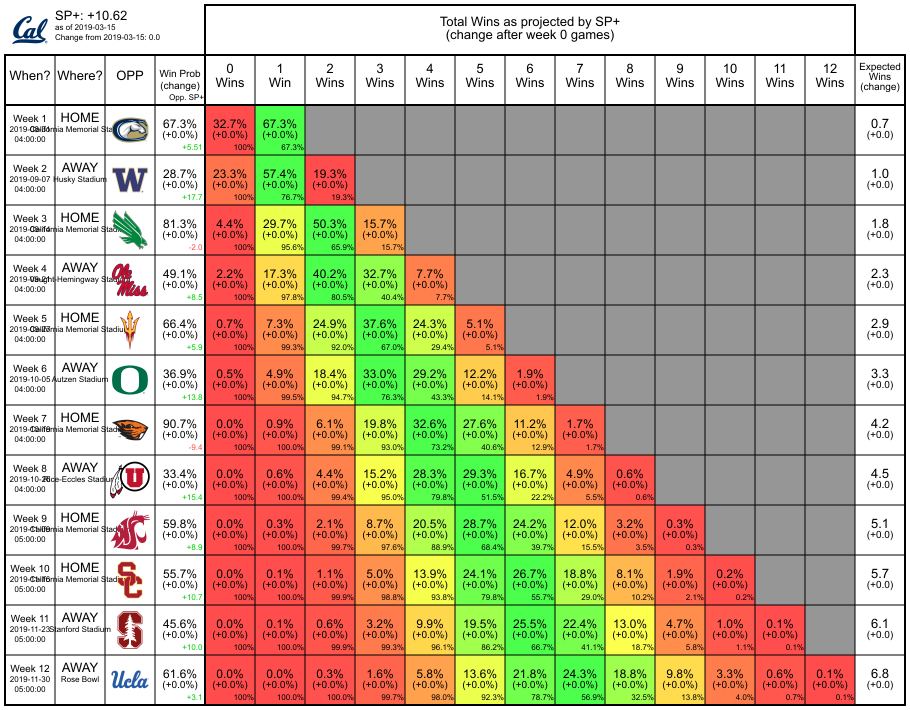 Cal
SP+: +10.62
as of 2019-03-15
Change from 2019-03-15: 0.0
Total Wins as projected by SP+
(change after week 0 games)
When? Where? OPP Win Prob (change) Opp. SP+ 0 Wins 1 Win 2 Wins 3 Wins 4 Wins 5 Wins 6 Wins 7 Wins 8 Wins 9 Wins 10 Wins 11 Wins 12 Wins Expected Wins (change)
Week 1 HOME 67.3% 32.7% 67.3% 0.7
California Memorial Stadium (+0.0%) (+0.0%) (+0.0%) (+0.0)
04:00:00 +5.51 100% 67.3%
Week 2 AWAY W 28.7% 23.3% 57.4% 19.3% 1.0
2019-09-07 Husky Stadium (+0.0%) (+0.0%) (+0.0%) (+0.0%) (+0.0)
04:00:00 +17.7 100% 76.7% 19.3%
Week 3 HOME 81.3% 4.4% 29.7% 50.3% 15.7% 1.8
California Memorial Stadium (+0.0%) (+0.0%) (+0.0%) (+0.0%) (+0.0%) (+0.0)
04:00:00 -2.0 100% 95.6% 65.9% 15.7%
Week 4 AWAY Ole Miss 49.1% 2.2% 17.3% 40.2% 32.7% 7.7% 2.3
Vaught-Hemingway Stadium (+0.0%) (+0.0%) (+0.0%) (+0.0%) (+0.0%) (+0.0%) (+0.0)
04:00:00 +8.5 100% 97.8% 80.5% 40.4% 7.7%
Week 5 HOME 66.4% 0.7% 7.3% 24.9% 37.6% 24.3% 5.1% 2.9
California Memorial Stadium (+0.0%) (+0.0%) (+0.0%) (+0.0%) (+0.0%) (+0.0%) (+0.0%) (+0.0)
04:00:00 +5.9 100% 99.3% 92.0% 67.0% 29.4% 5.1%
Week 6 AWAY O 36.9% 0.5% 4.9% 18.4% 33.0% 29.2% 12.2% 1.9% 3.3
2019-10-05 Autzen Stadium (+0.0%) (+0.0%) (+0.0%) (+0.0%) (+0.0%) (+0.0%) (+0.0%) (+0.0%) (+0.0)
04:00:00 +13.8 100% 99.5% 94.7% 76.3% 43.3% 14.1% 1.9%
Week 7 HOME 90.7% 0.0% 0.9% 6.1% 19.8% 32.6% 27.6% 11.2% 1.7% 4.2
California Memorial Stadium (+0.0%) (+0.0%) (+0.0%) (+0.0%) (+0.0%) (+0.0%) (+0.0%) (+0.0%) (+0.0%) (+0.0)
04:00:00 -9.4 100% 100.0% 99.1% 93.0% 73.2% 40.6% 12.9% 1.7%
Week 8 AWAY U 33.4% 0.0% 0.6% 4.4% 15.2% 28.3% 29.3% 16.7% 4.9% 0.6% 4.5
Rice-Eccles Stadium (+0.0%) (+0.0%) (+0.0%) (+0.0%) (+0.0%) (+0.0%) (+0.0%) (+0.0%) (+0.0%) (+0.0%) (+0.0)
04:00:00 +15.4 100% 100.0% 99.4% 95.0% 79.8% 51.5% 22.2% 5.5% 0.6%
Week 9 HOME 59.8% 0.0% 0.3% 2.1% 8.7% 20.5% 28.7% 24.2% 12.0% 3.2% 0.3% 5.1
California Memorial Stadium (+0.0%) (+0.0%) (+0.0%) (+0.0%) (+0.0%) (+0.0%) (+0.0%) (+0.0%) (+0.0%) (+0.0%) (+0.0%) (+0.0)
05:00:00 +8.9 100% 100.0% 99.7% 97.6% 88.9% 68.4% 39.7% 15.5% 3.5% 0.3%
Week 10 HOME SC 55.7% 0.0% 0.1% 1.1% 5.0% 13.9% 24.1% 26.7% 18.8% 8.1% 1.9% 0.2% 5.7
California Memorial Stadium (+0.0%) (+0.0%) (+0.0%) (+0.0%) (+0.0%) (+0.0%) (+0.0%) (+0.0%) (+0.0%) (+0.0%) (+0.0%) (+0.0%) (+0.0)
05:00:00 +10.7 100% 100.0% 99.9% 98.8% 93.8% 79.8% 55.7% 29.0% 10.2% 2.1% 0.2%
Week 11 AWAY S 45.6% 0.0% 0.1% 0.6% 3.2% 9.9% 19.5% 25.5% 22.4% 13.0% 4.7% 1.0% 0.1% 6.1
2019-11-23 Stanford Stadium (+0.0%) (+0.0%) (+0.0%) (+0.0%) (+0.0%) (+0.0%) (+0.0%) (+0.0%) (+0.0%) (+0.0%) (+0.0%) (+0.0%) (+0.0%) (+0.0)
05:00:00 +10.0 100% 100.0% 99.9% 99.3% 96.1% 86.2% 66.7% 41.1% 18.7% 5.8% 1.1% 0.1%
Week 12 AWAY Ucla 61.6% 0.0% 0.0% 0.3% 1.6% 5.8% 13.6% 21.8% 24.3% 18.8% 9.8% 3.3% 0.6% 0.1% 6.8
2019-11-30 Rose Bowl (+0.0%) (+0.0%) (+0.0%) (+0.0%) (+0.0%) (+0.0%) (+0.0%) (+0.0%) (+0.0%) (+0.0%) (+0.0%) (+0.0%) (+0.0%) (+0.0%) (+0.0)
05:00:00 +3.1 100% 100.0% 100.0% 99.7% 98.0% 92.3% 78.7% 56.9% 32.5% 13.8% 4.0% 0.7% 0.1%